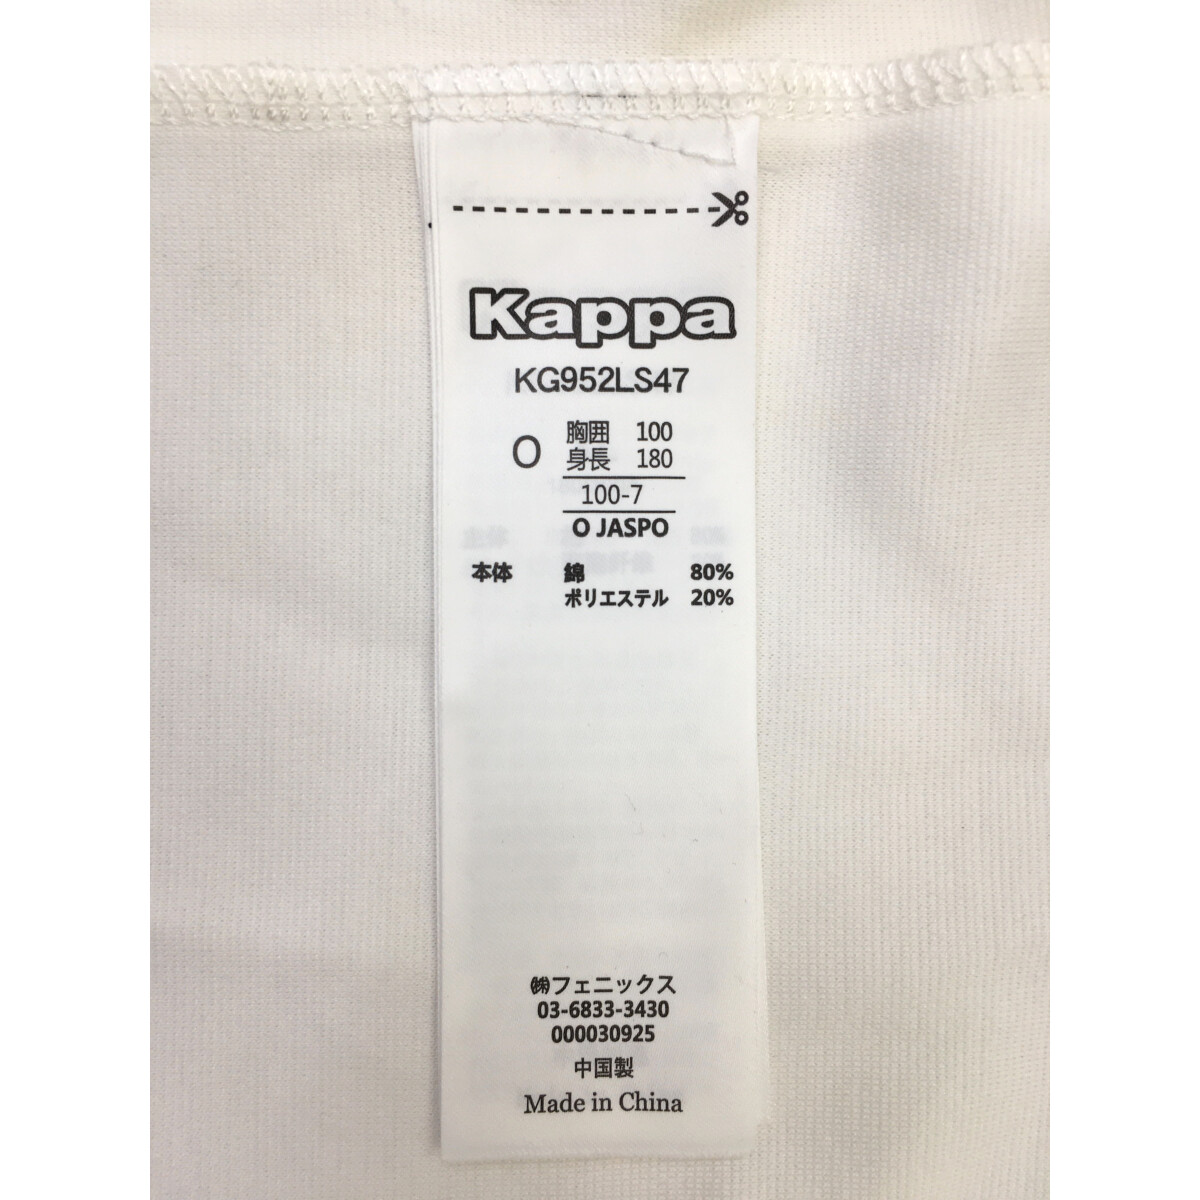 Kappa
KG952LS47
O 胸囲 100
身長 180
100-7
O JASPO
本体 綿 80%
ポリエステル 20%
㈱フェニックス
03-6833-3430
000030925
中国製
Made in China